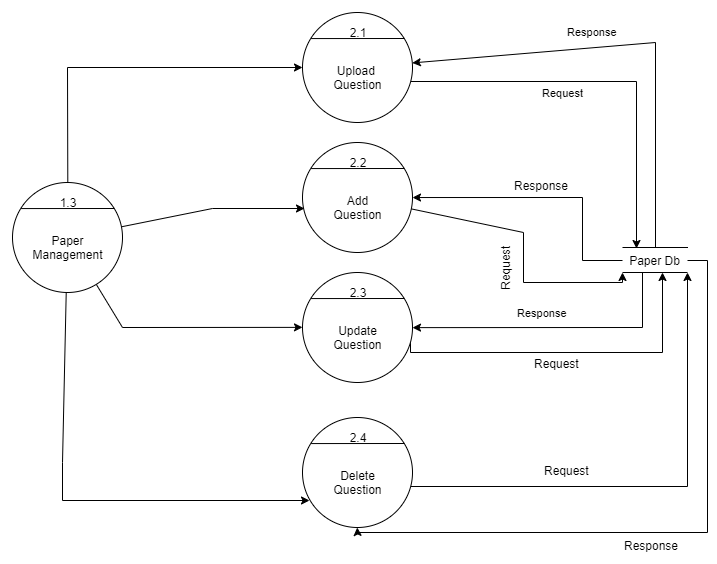 2.1
Upload
Question
Response
Request
2.2
Add
Question
Response
Request
1.3
Paper
Management
Paper Db
2.3
Update
Question
Response
Request
2.4
Delete
Question
Request
Response